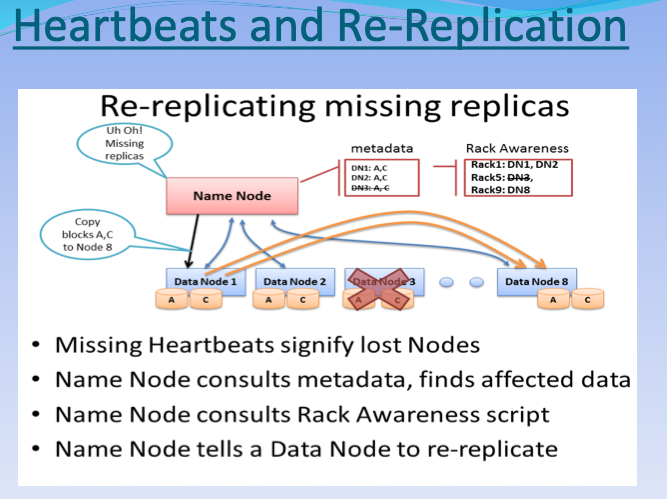 Heartbeats and Re-Replication
Re-replicating missing replicas
Uh Oh!
Missing
replicas
metadata
Rack Awareness
DN1: A,C
DN2: A,C
DN3: A, C
Rack1: DN1, DN2
Rack5: DN3,
Rack9: DN8
Name Node
Copy
blocks A,C
to Node 8
Data Node 1
Data Node 2
Data Node 3
Data Node 8
A C
A C
A C
A C
• Missing Heartbeats signify lost Nodes
• Name Node consults metadata, finds affected data
• Name Node consults Rack Awareness script
• Name Node tells a Data Node to re-replicate